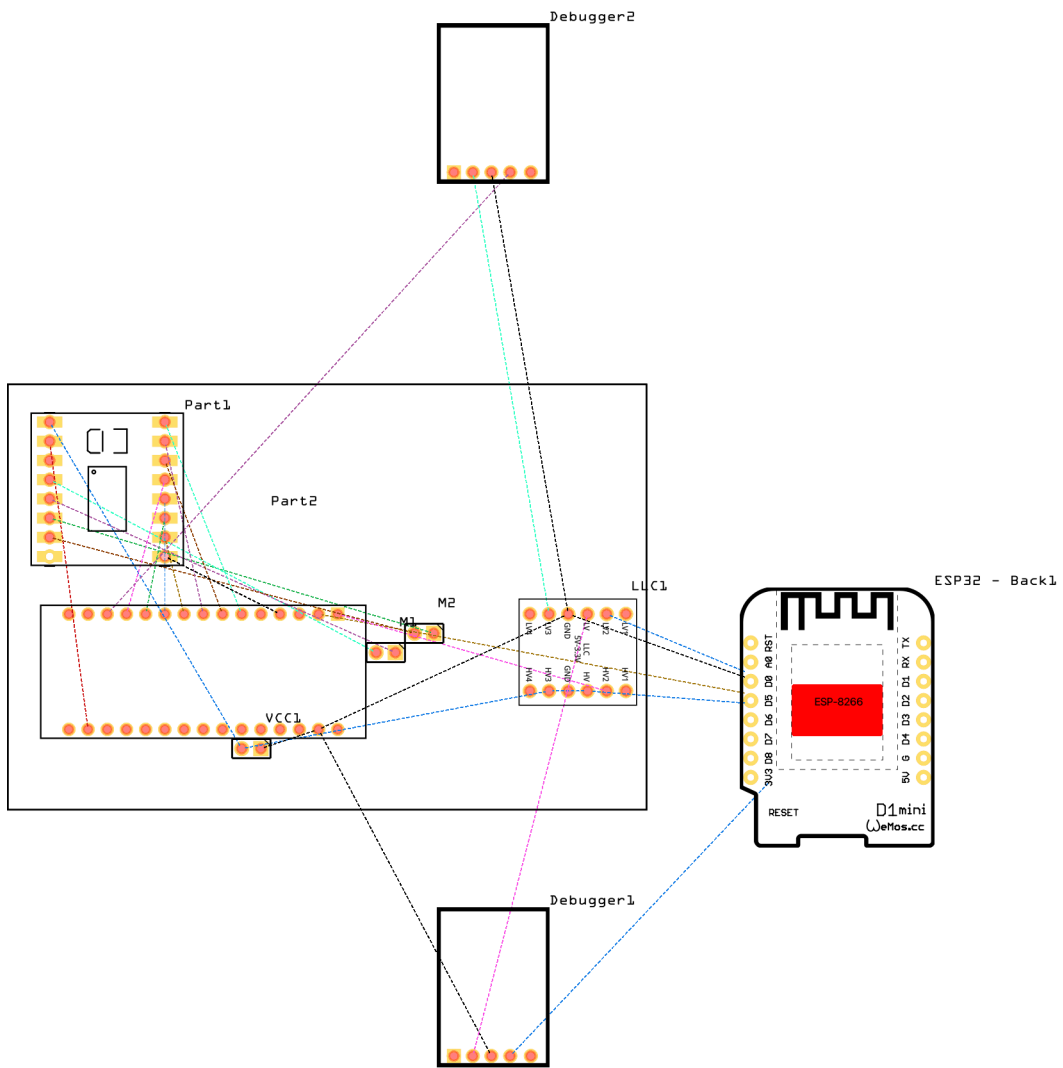 Debugger2
Part1
Part2
M2
M1
LLC1
LV4
LV3
GND
LV
LV2
LV1
LLC
5V/3.3V
HV4
HV3
GND
HV
HV2
HV1
VCC1
ESP32 - Back1
RST
A0
D0
D5
D6
D7
D8
3V3
TX
RX
D1
D2
D3
D4
G
5V
ESP-8266
RESET
D1 mini
WeMos.cc
Debugger1